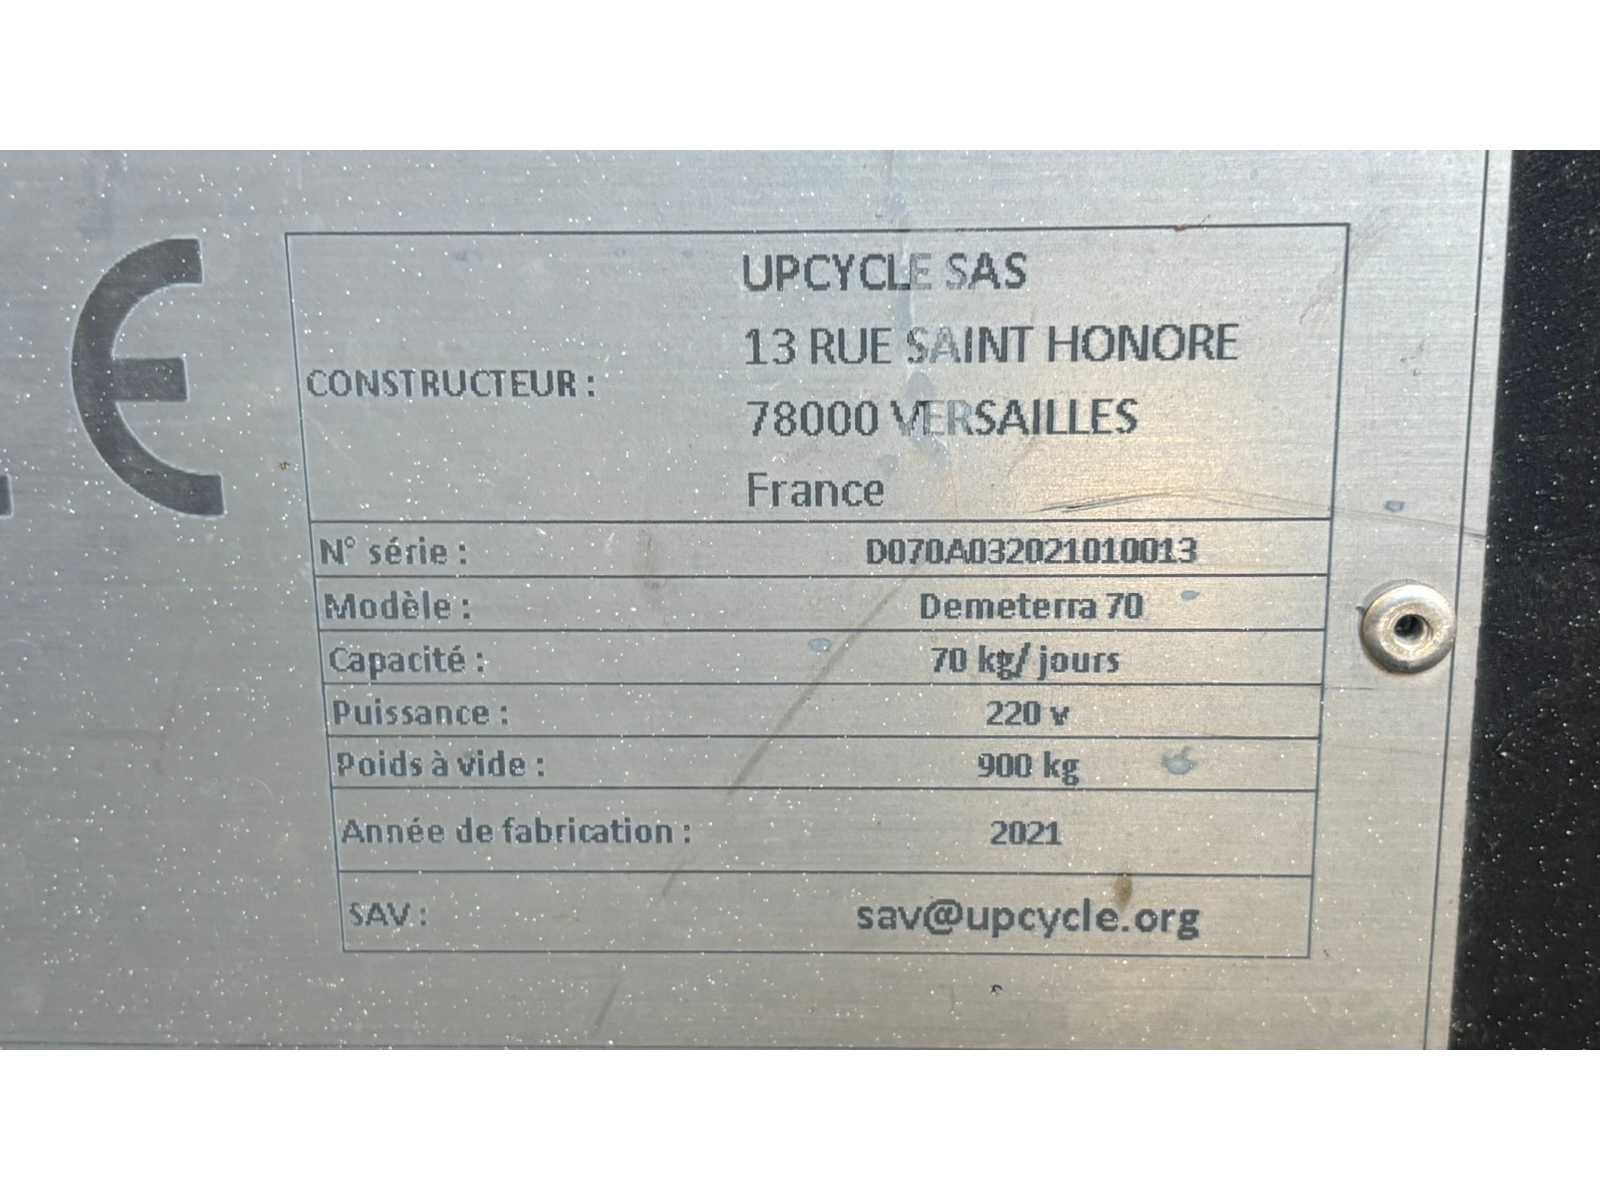 CE
UPCYCLE SAS
13 RUE SAINT HONORE
CONSTRUCTEUR :
78000 VERSAILLES
France
N° série : D070A032021010013
Modèle : Demeterra 70
Capacité : 70 kg/ jours
Puissance : 220 v
Poids à vide : 900 kg
Année de fabrication : 2021
SAV : sav@upcycle.org